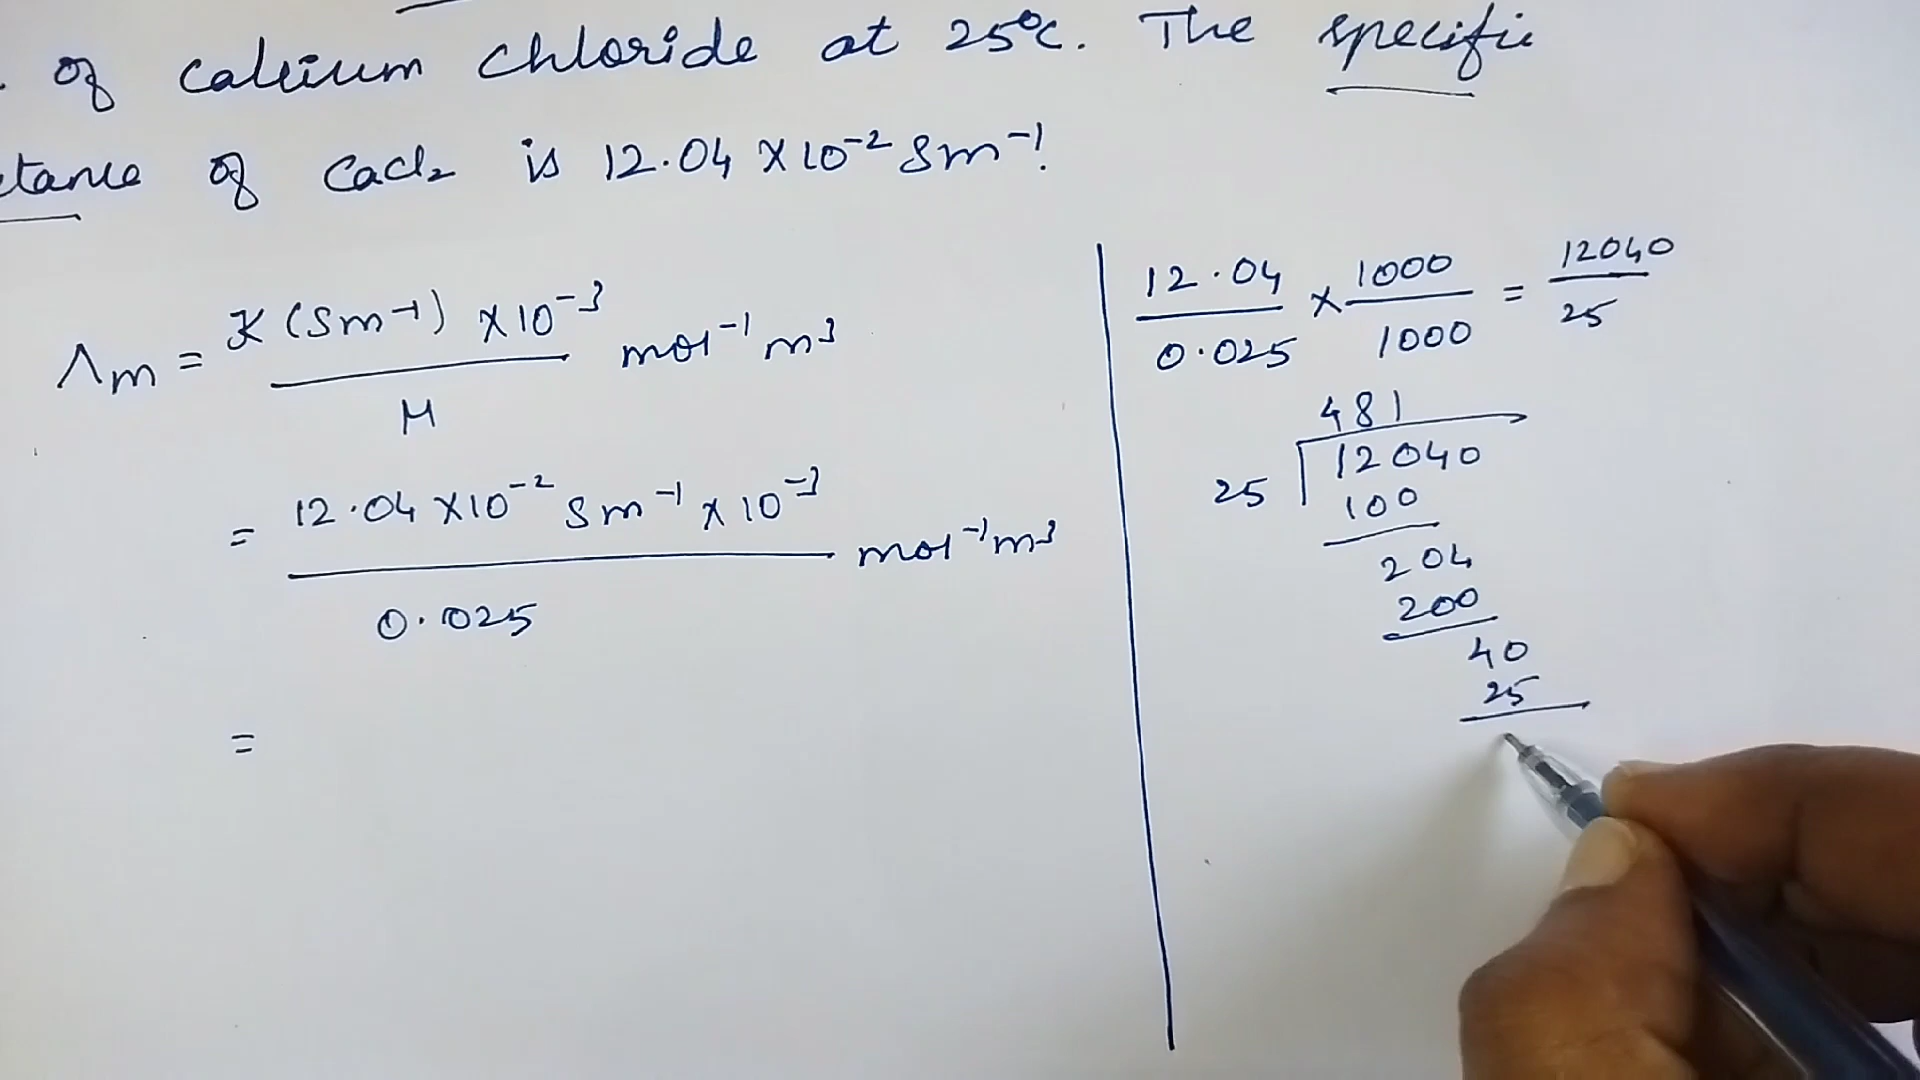 of calcium chloride at 25°C. The specific
ctance of CaCl₂ is 12.04 × 10⁻² Sm⁻¹.
Λm = K (Sm⁻¹) × 10⁻³ / M mol⁻¹ m³
= 12.04 × 10⁻² Sm⁻¹ × 10⁻³ / 0.025 mol⁻¹ m³
=
12.04 / 0.025 × 1000 / 1000 = 12040 / 25
481
25 12040
100
204
200
40
25